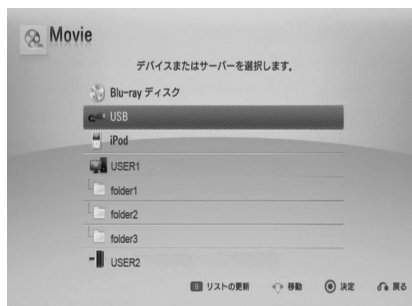 Movie
デバイスまたはサーバーを選択します。
Blu-ray ディスク
USB
iPod
USER1
folder1
folder2
folder3
USER2
リストの更新 移動 決定 戻る